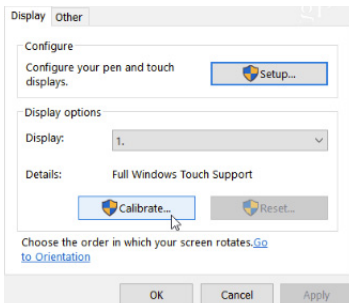 Display Other
Configure
Configure your pen and touch
displays.
Setup...
Display options
Display: 1.
Details: Full Windows Touch Support
Calibrate... Reset...
Choose the order in which your screen rotates.Go
to Orientation
OK Cancel Apply